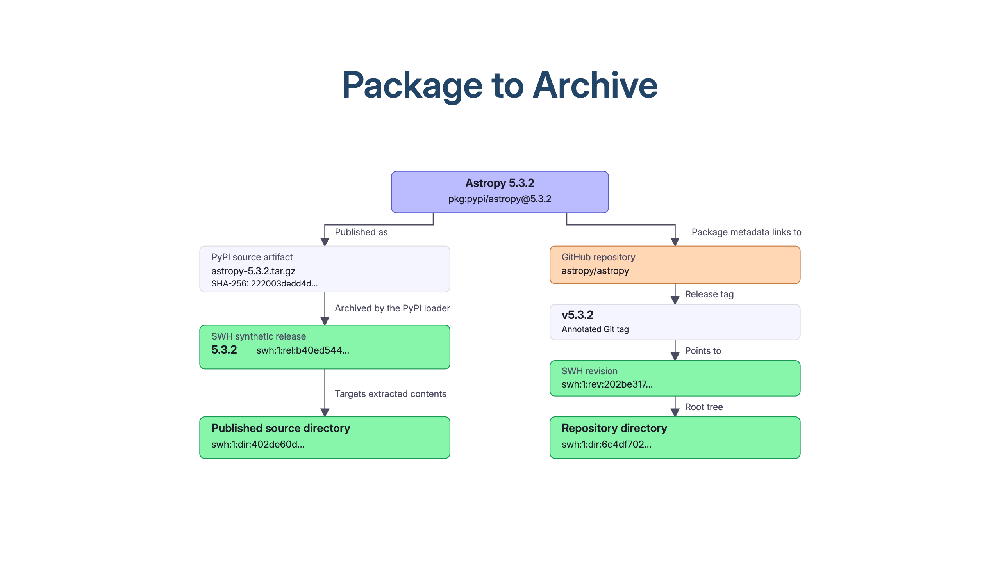 Package to Archive
Astropy 5.3.2
pkg:pypi/astropy@5.3.2
Published as
PyPI source artifact
astropy-5.3.2.tar.gz
SHA-256: 222003dedd4d...
Archived by the PyPI loader
SWH synthetic release
5.3.2 swh:1:rel:b40ed544...
Targets extracted contents
Published source directory
swh:1:dir:402de60d...
Package metadata links to
GitHub repository
astropy/astropy
Release tag
v5.3.2
Annotated Git tag
Points to
SWH revision
swh:1:rev:202be317...
Root tree
Repository directory
swh:1:dir:6c4df702...